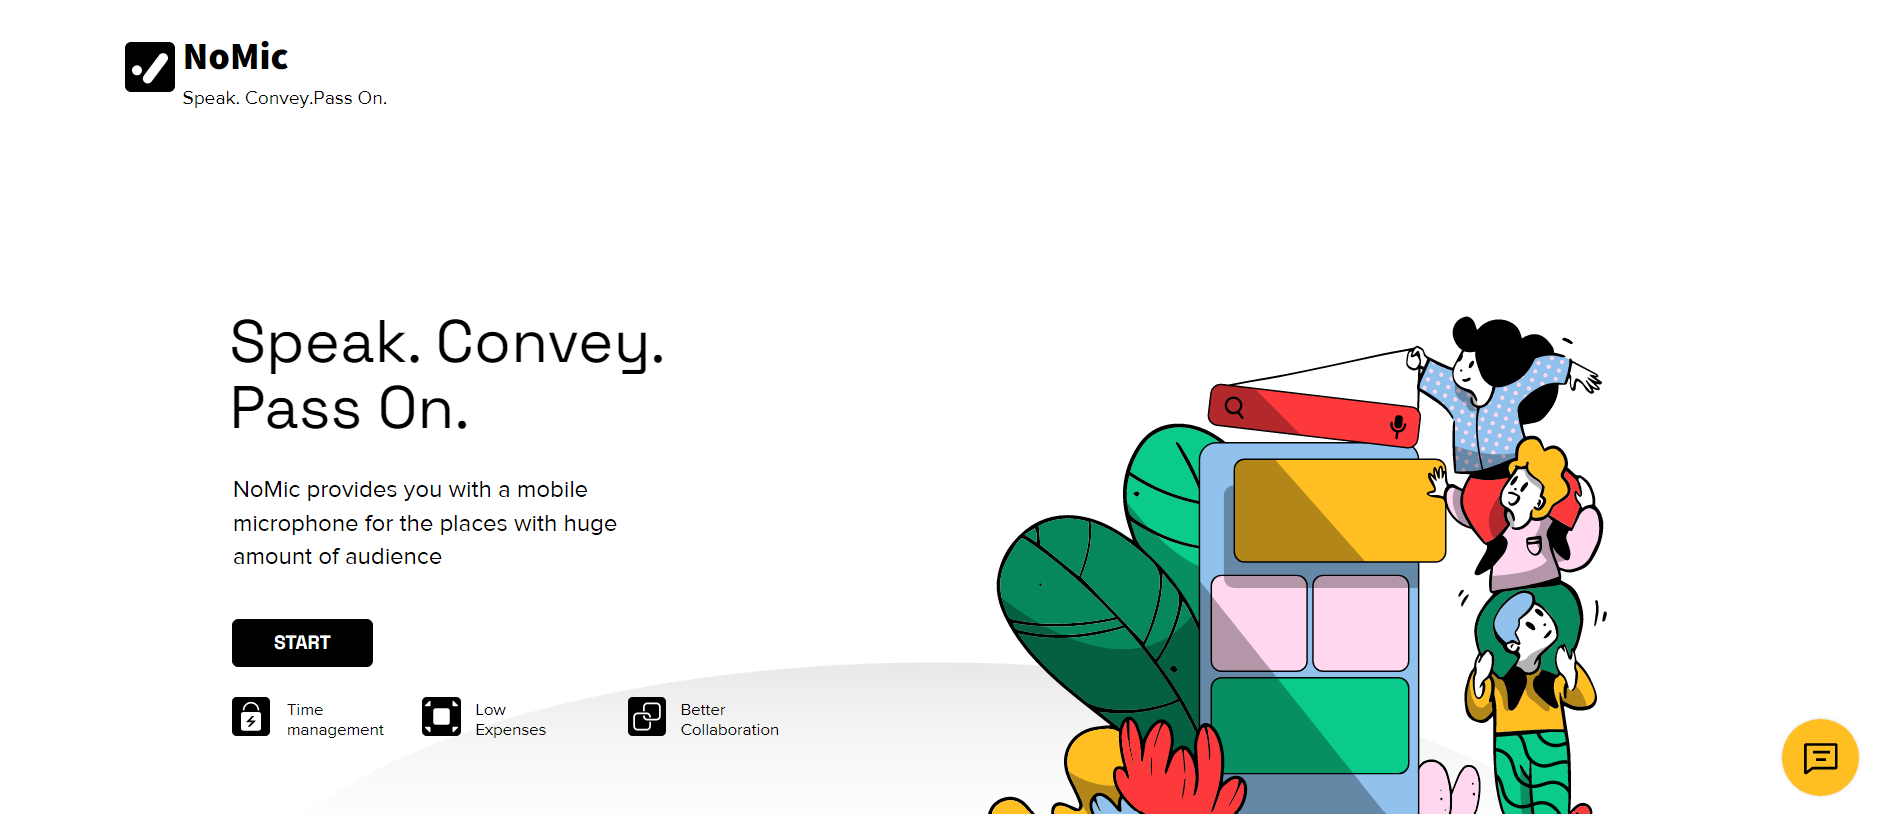 NoMic
Speak. Convey.Pass On.
Speak. Convey.
Pass On.
NoMic provides you with a mobile
microphone for the places with huge
amount of audience
START
Time
management
Low
Expenses
Better
Collaboration